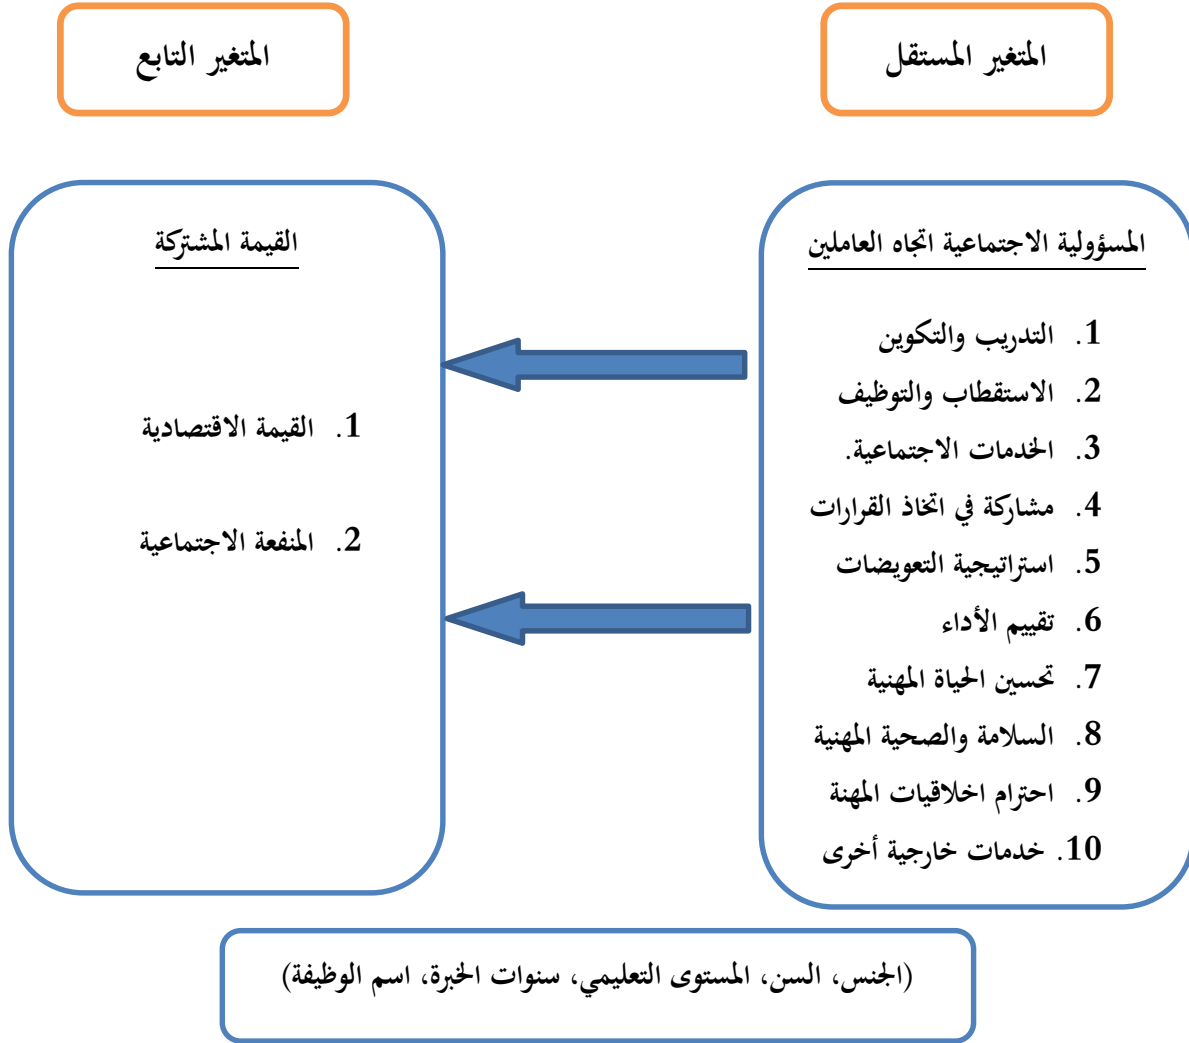 المتغير المستقل
المتغير التابع
المسؤولية الاجتماعية اتجاه العاملين
1. التدريب والتكوين
2. الاستقطاب والتوظيف
3. الخدمات الاجتماعية.
4. مشاركة في اتخاذ القرارات
5. استراتيجية التعويضات
6. تقييم الأداء
7. تحسين الحياة المهنية
8. السلامة والصحية المهنية
9. احترام اخلاقيات المهنة
10. خدمات خارجية أخرى
القيمة المشتركة
1. القيمة الاقتصادية
2. المنفعة الاجتماعية
(الجنس، السن، المستوى التعليمي، سنوات الخبرة، اسم الوظيفة)